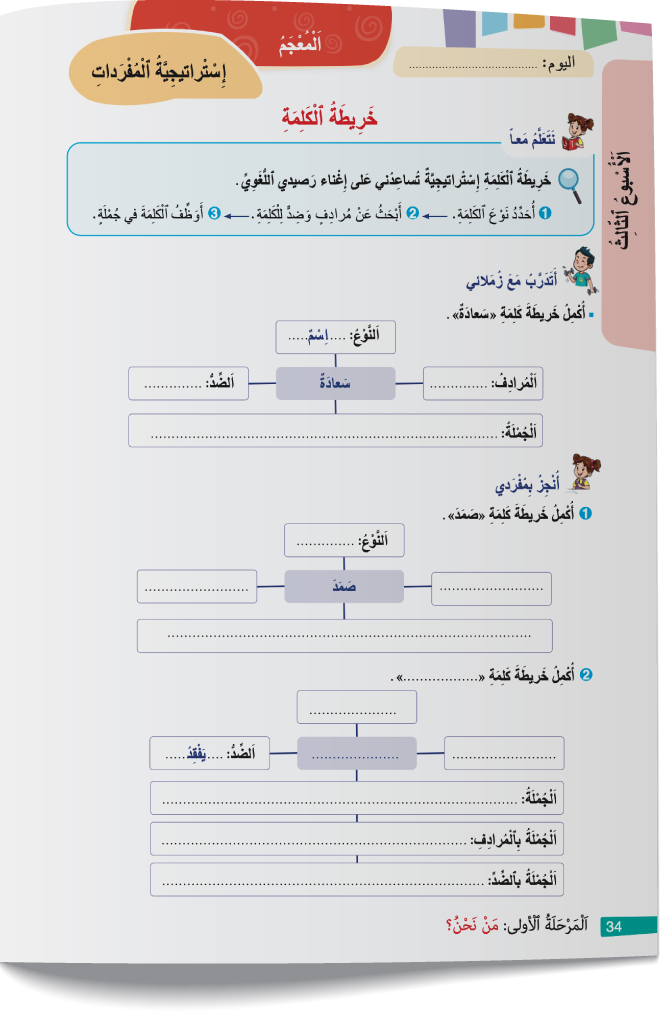 اَلْمُعْجَمُ
اليوم: ......................................
إِسْتْراتيجِيَّةُ ٱلْمُفْرَداتِ
اَلْأُسْبوعُ ٱلثّالِثُ
خَريطَةُ ٱلْكَلِمَةِ
نَتَعَلَّمُ مَعاً
خَريطَةُ ٱلْكَلِمَةِ إِسْتْراتيجِيَّةٌ تُساعِدُني عَلى إِغْناءِ رَصيدي ٱللُّغَوِيِّ.
1 أُحَدِّدُ نَوْعَ ٱلكَلِمَةِ. 2 أَبْحَثُ عَنْ مُرادِفٍ وَضِدٍّ لِلْكَلِمَةِ. 3 أُوَظِّفُ ٱلْكَلِمَةَ في جُمْلَةٍ.
أَتَدَرَّبُ مَعَ زُمَلائي
▪ أُكْمِلُ خَريطَةَ كَلِمَةِ «سَعادَةٌ».
اَلنَّوْعُ: ....إِسْمٌ.....
اَلْمُرادِفُ: ..............
سَعادَةٌ
اَلضِّدُّ: ..............
اَلْجُمْلَةُ: ....................................................................................
أُنْجِزُ بِمُفْرَدي
1 أُكْمِلُ خَريطَةَ كَلِمَةِ «صَمَدَ».
اَلنَّوْعُ: ..............
.........................
صَمَدَ
.........................
........................................................................................
2 أُكْمِلُ خَريطَةَ كَلِمَةِ «..................».
.....................
.........................
.....................
اَلضِّدُّ: ....يَفْقِدُ.....
اَلْجُمْلَةُ: ......................................................................................
اَلْجُمْلَةُ بِٱلْمُرادِفِ: ..........................................................................
اَلْجُمْلَةُ بِٱلضِّدِّ: ..............................................................................
اَلْمَرْحَلَةُ ٱلْأولى: مَنْ نَحْنُ؟
34